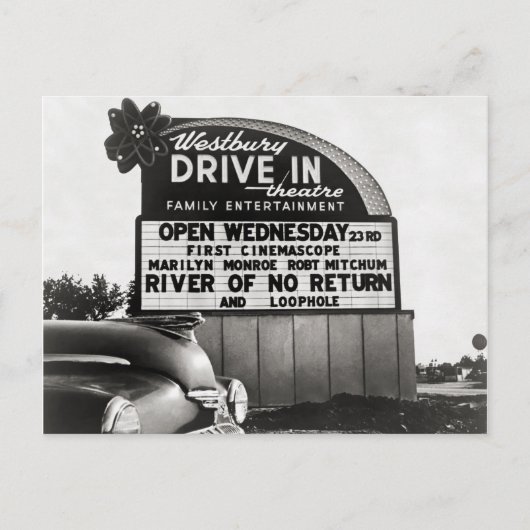 Westbury
DRIVE IN
theatre
FAMILY ENTERTAINMENT
OPEN WEDNESDAY 23RD
FIRST CINEMASCOPE
MARILYN MONROE ROBT MITCHUM
RIVER OF NO RETURN
AND LOOPHOLE